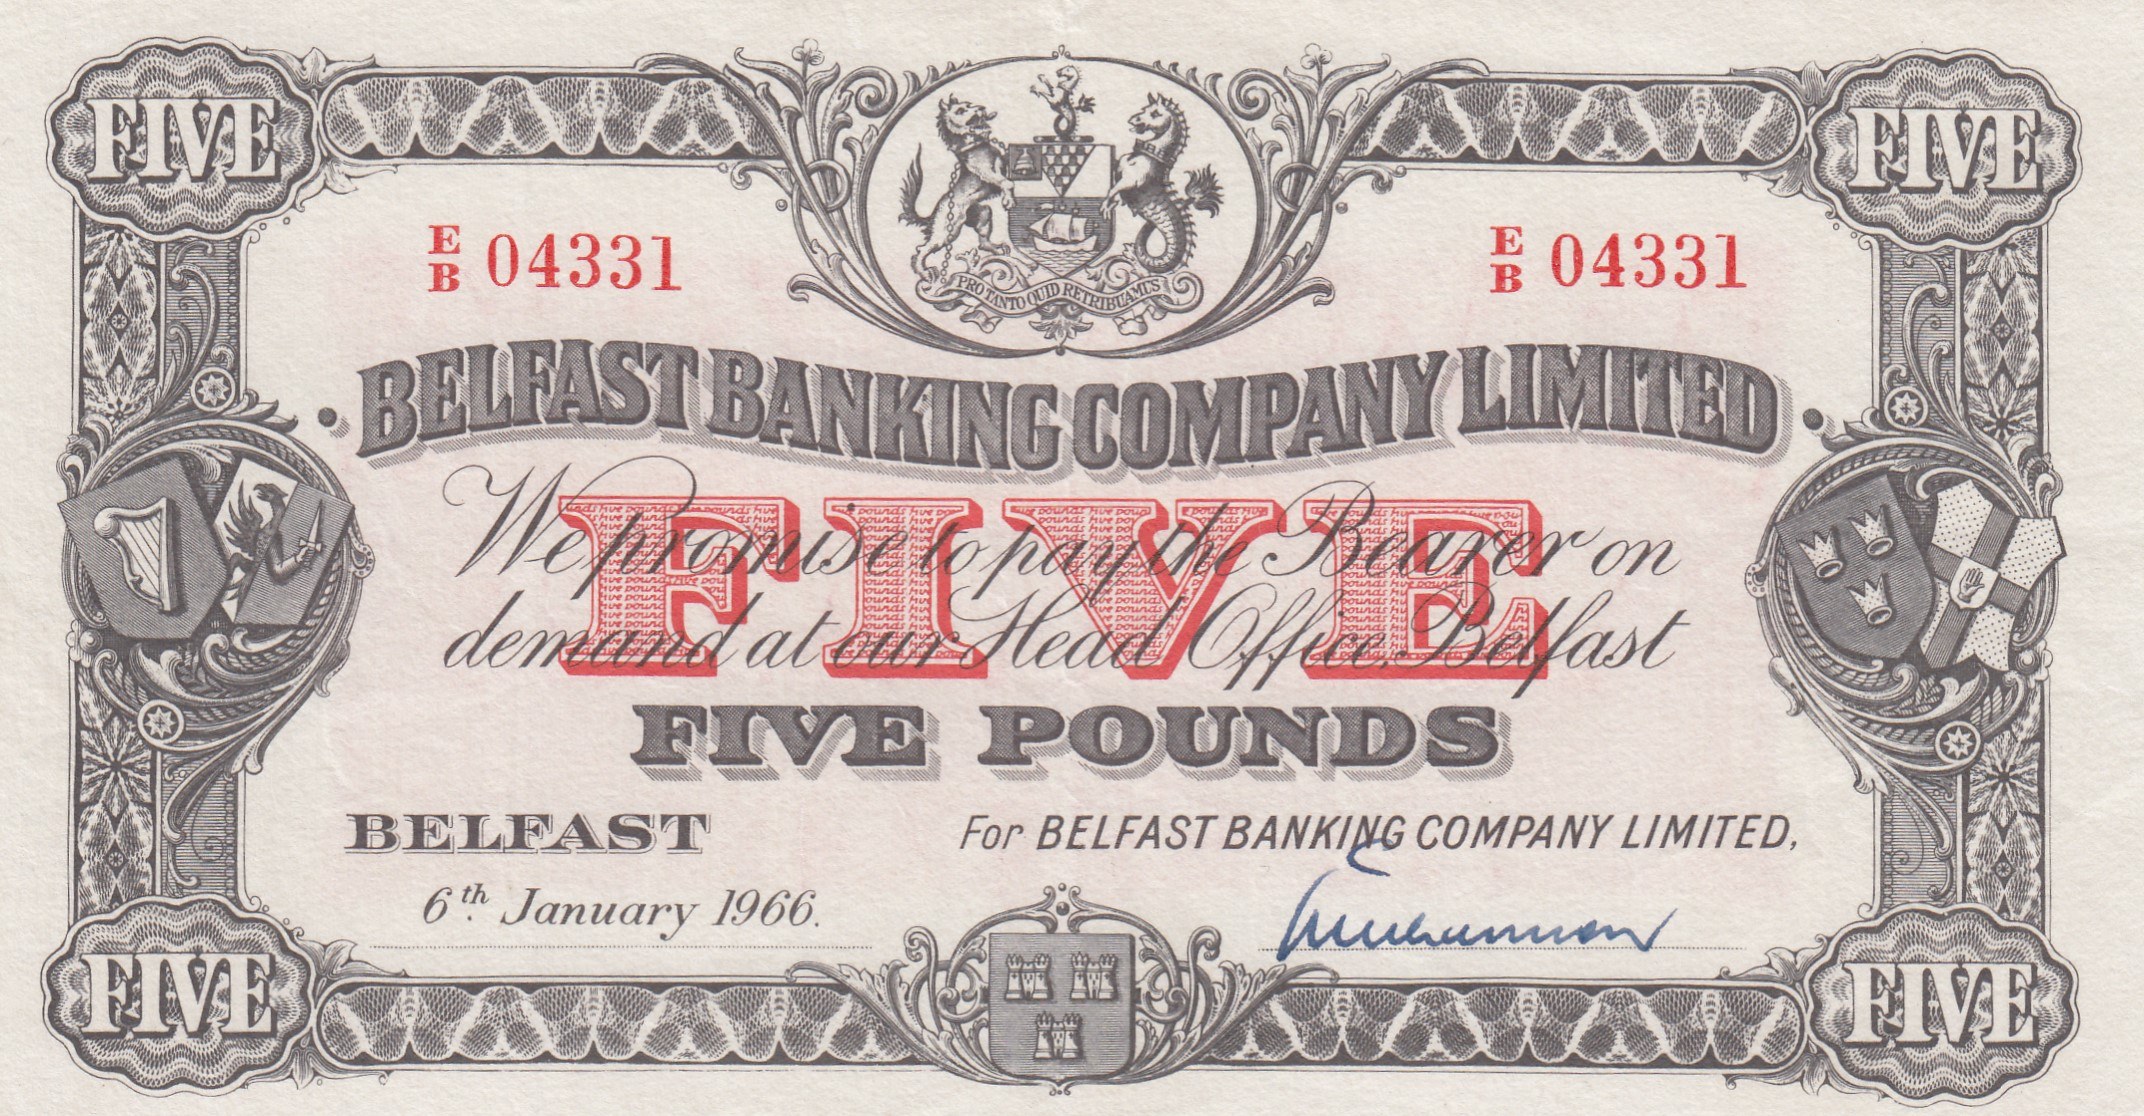 FIVE FIVE
E
B 04331
E
B 04331
PRO TANTO QUID RETRIBUAMUS
BELFAST BANKING COMPANY LIMITED
FIVE
We promise to pay the Bearer on
demand at our Head Office, Belfast
FIVE POUNDS
BELFAST
For BELFAST BANKING COMPANY LIMITED,
6th January 1966.
FIVE FIVE